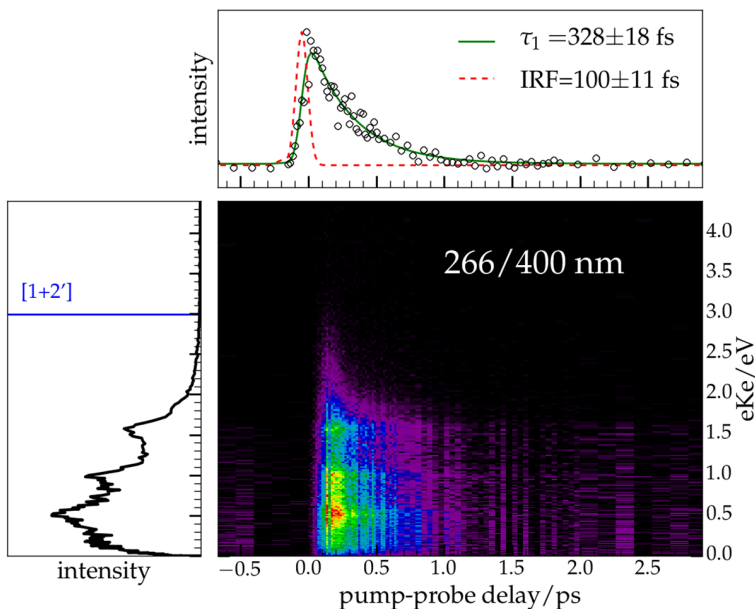 intensity
τ₁ =328±18 fs
IRF=100±11 fs
[1+2′]
intensity
266/400 nm
4.0
3.5
3.0
2.5
2.0
1.5
1.0
0.5
0.0
eKe/eV
−0.5 0.0 0.5 1.0 1.5 2.0 2.5
pump-probe delay/ps